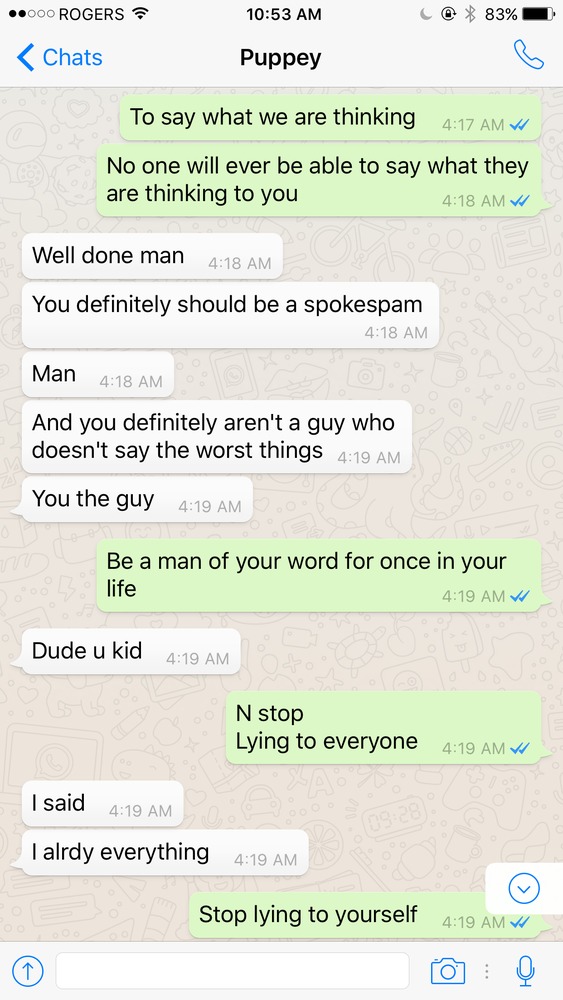 ROGERS 10:53 AM 83%
Chats Puppey
To say what we are thinking 4:17 AM
No one will ever be able to say what they
are thinking to you 4:18 AM
Well done man 4:18 AM
You definitely should be a spokespam
4:18 AM
Man 4:18 AM
And you definitely aren't a guy who
doesn't say the worst things 4:19 AM
You the guy 4:19 AM
Be a man of your word for once in your
life 4:19 AM
Dude u kid 4:19 AM
N stop
Lying to everyone 4:19 AM
I said 4:19 AM
I alrdy everything 4:19 AM
Stop lying to yourself 4:19 AM